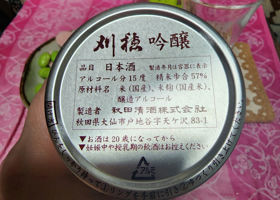 刈穂 吟醸
品目 日本酒 製造年月は容器に表示
アルコール分15度 精米歩合57%
原材料名 米(国産)、米麹(国産米)、
醸造アルコール
製造者 秋田清酒株式会社
秋田県大仙市戸地谷字天ケ沢83-1
▼お酒は20歳になってから
▼妊娠中や授乳期の飲酒はお控えください
アルミ